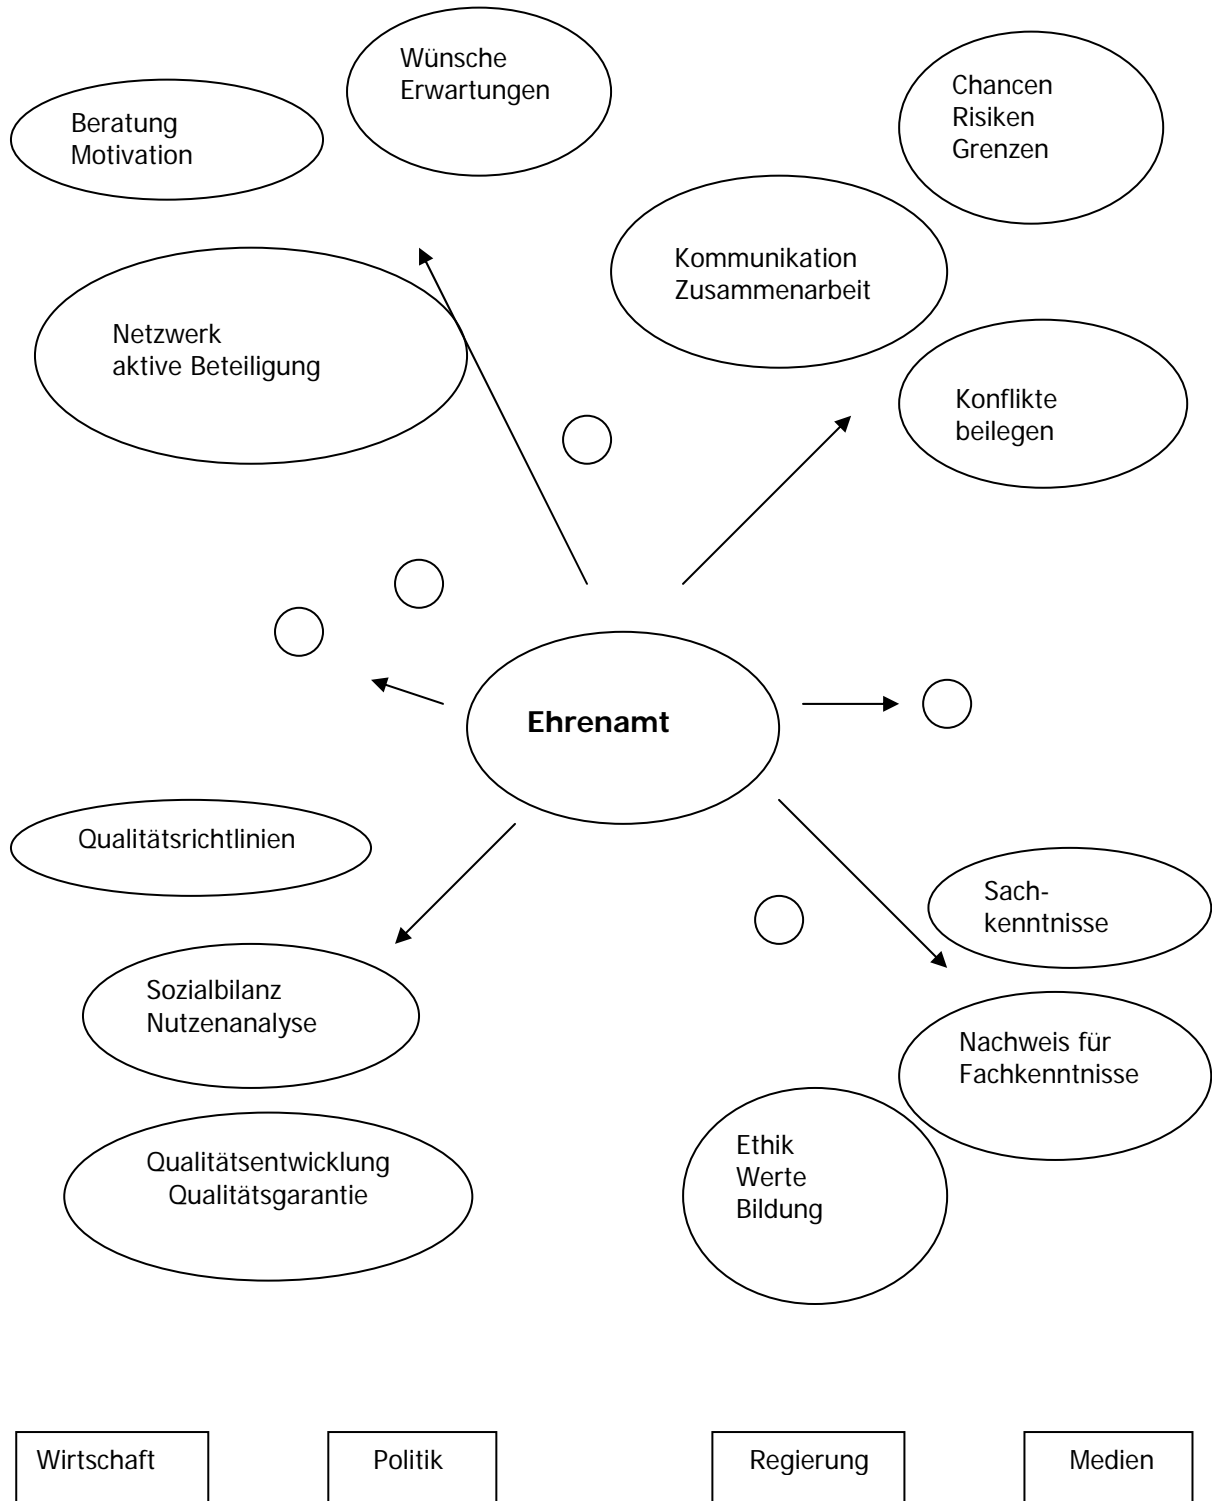 Wünsche
Erwartungen
Beratung
Motivation
Chancen
Risiken
Grenzen
Kommunikation
Zusammenarbeit
Netzwerk
aktive Beteiligung
Konflikte
beilegen
Ehrenamt
Qualitätsrichtlinien
Sach-
kenntnisse
Sozialbilanz
Nutzenanalyse
Nachweis für
Fachkenntnisse
Qualitätsentwicklung
Qualitätsgarantie
Ethik
Werte
Bildung
Wirtschaft
Politik
Regierung
Medien